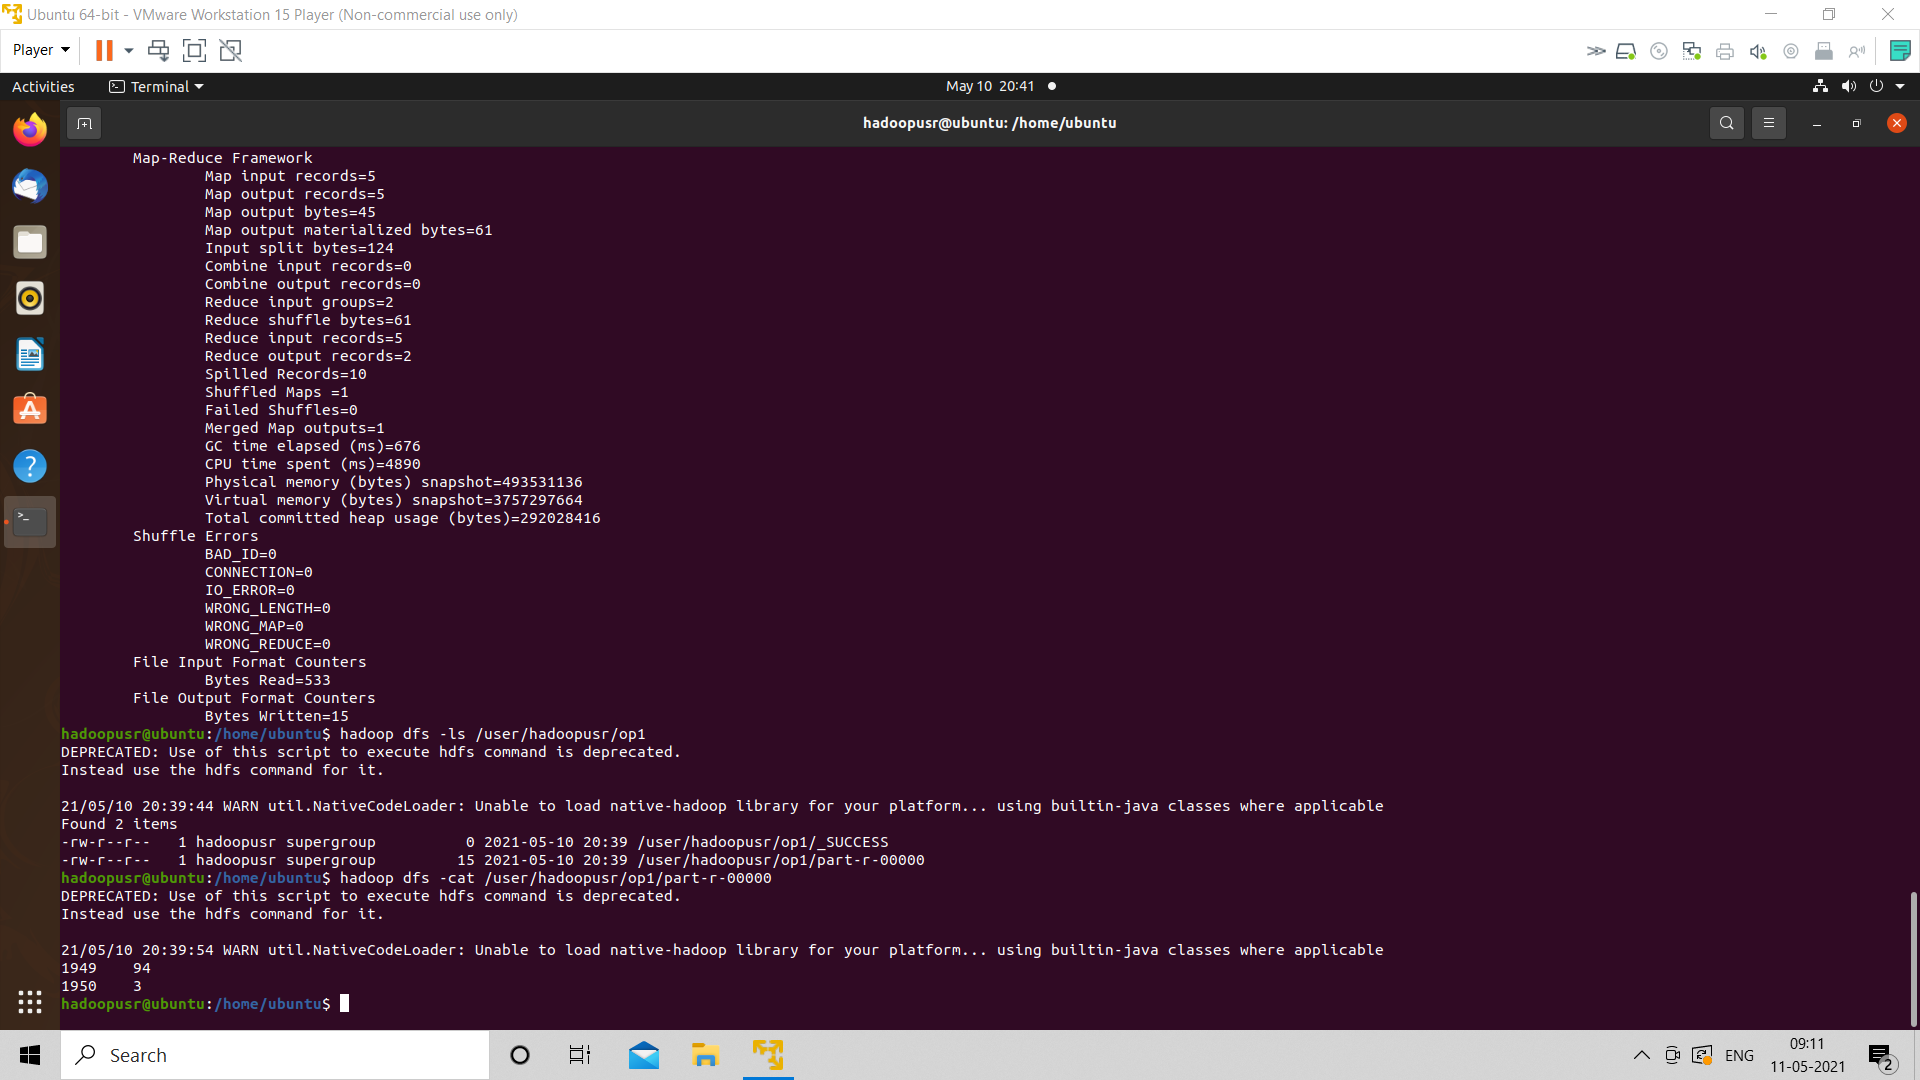 Ubuntu 64-bit - VMware Workstation 15 Player (Non-commercial use only)
Player
Activities
Terminal
May 10 20:41
hadoopusr@ubuntu: /home/ubuntu
Map-Reduce Framework
Map input records=5
Map output records=5
Map output bytes=45
Map output materialized bytes=61
Input split bytes=124
Combine input records=0
Combine output records=0
Reduce input groups=2
Reduce shuffle bytes=61
Reduce input records=5
Reduce output records=2
Spilled Records=10
Shuffled Maps =1
Failed Shuffles=0
Merged Map outputs=1
GC time elapsed (ms)=676
CPU time spent (ms)=4890
Physical memory (bytes) snapshot=493531136
Virtual memory (bytes) snapshot=3757297664
Total committed heap usage (bytes)=292028416
Shuffle Errors
BAD_ID=0
CONNECTION=0
IO_ERROR=0
WRONG_LENGTH=0
WRONG_MAP=0
WRONG_REDUCE=0
File Input Format Counters
Bytes Read=533
File Output Format Counters
Bytes Written=15
hadoopusr@ubuntu:/home/ubuntu$ hadoop dfs -ls /user/hadoopusr/op1
DEPRECATED: Use of this script to execute hdfs command is deprecated.
Instead use the hdfs command for it.
21/05/10 20:39:44 WARN util.NativeCodeLoader: Unable to load native-hadoop library for your platform... using builtin-java classes where applicable
Found 2 items
-rw-r--r--   1 hadoopusr supergroup          0 2021-05-10 20:39 /user/hadoopusr/op1/_SUCCESS
-rw-r--r--   1 hadoopusr supergroup         15 2021-05-10 20:39 /user/hadoopusr/op1/part-r-00000
hadoopusr@ubuntu:/home/ubuntu$ hadoop dfs -cat /user/hadoopusr/op1/part-r-00000
DEPRECATED: Use of this script to execute hdfs command is deprecated.
Instead use the hdfs command for it.
21/05/10 20:39:54 WARN util.NativeCodeLoader: Unable to load native-hadoop library for your platform... using builtin-java classes where applicable
1949    94
1950    3
hadoopusr@ubuntu:/home/ubuntu$
Search
ENG
09:11
11-05-2021
2